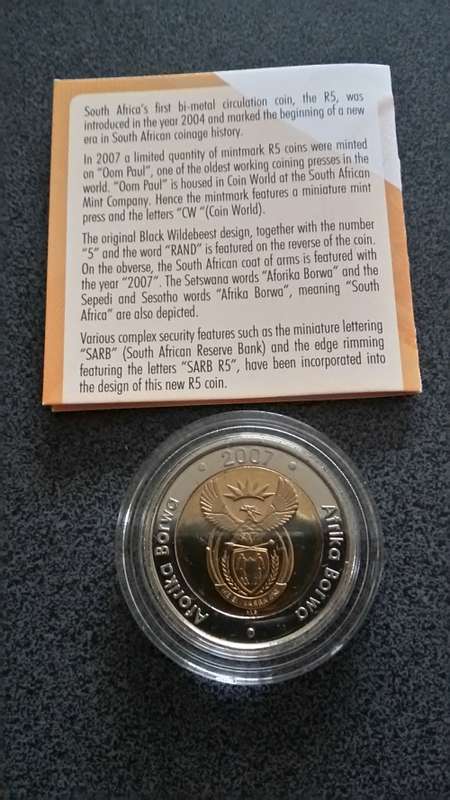 South Africa's first bi-metal circulation coin, the R5, was
introduced in the year 2004 and marked the beginning of a new
era in South African coinage history.
In 2007 a limited quantity of mintmark R5 coins were minted
on "Oom Paul", one of the oldest working coining presses in the
world. "Oom Paul" is housed in Coin World at the South African
Mint Company. Hence the mintmark features a miniature mint
press and the letters "CW "(Coin World).
The original Black Wildebeest design, together with the number
"5" and the word "RAND" is featured on the reverse of the coin.
On the obverse, the South African coat of arms is featured with
the year "2007". The Setswana words "Aforika Borwa" and the
Sepedi and Sesotho words "Afrika Borwa", meaning "South
Africa" are also depicted.
Various complex security features such as the miniature lettering
"SARB" (South African Reserve Bank) and the edge rimming
featuring the letters "SARB R5", have been incorporated into
the design of this new R5 coin.
2007
Aforika Borwa
Afrika Borwa